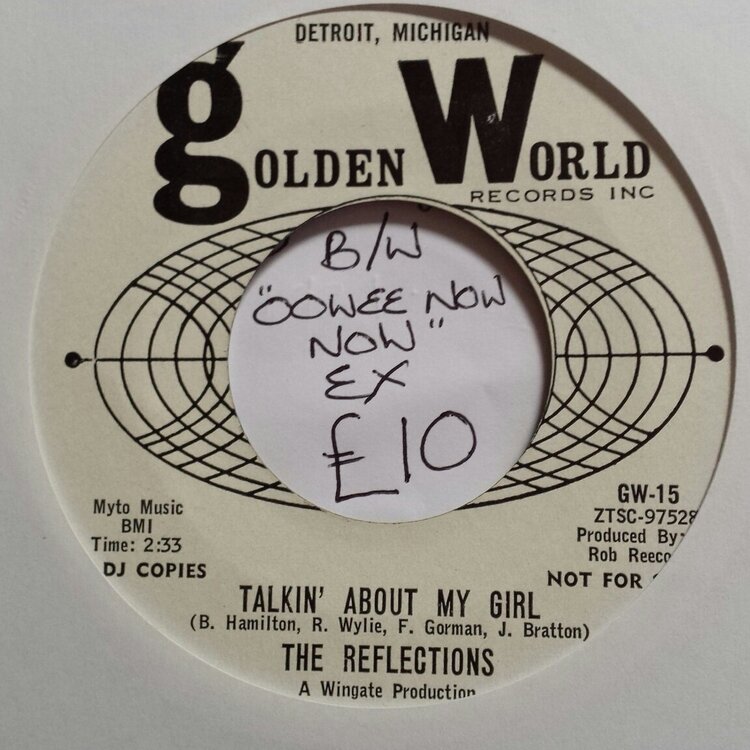 DETROIT, MICHIGAN
gOLDEN WORLD
RECORDS INC
B/W
"OOWEE NOW
NOW"
EX
£10
Myto Music
BMI
Time: 2:33
DJ COPIES
GW-15
ZTSC-97528
Produced By:
Rob Reeco
NOT FOR
TALKIN' ABOUT MY GIRL
(B. Hamilton, R. Wylie, F. Gorman, J. Bratton)
THE REFLECTIONS
A Wingate Production